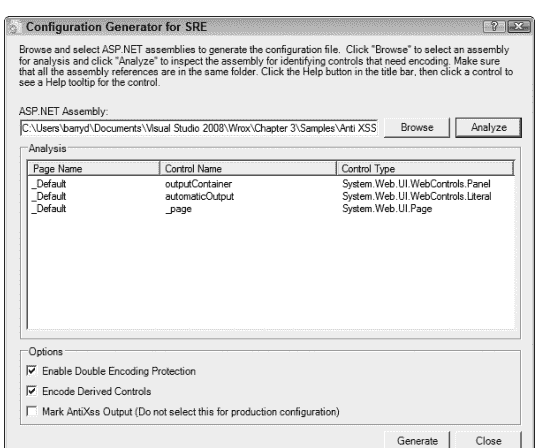 Configuration Generator for SRE
Browse and select ASP.NET assemblies to generate the configuration file. Click "Browse" to select an assembly
for analysis and click "Analyze" to inspect the assembly for identifying controls that need encoding. Make sure
that all the assembly references are in the same folder. Click the Help button in the title bar, then click a control to
see a Help tooltip for the control.
ASP.NET Assembly:
C:\Users\barryd\Documents\Visual Studio 2008\Wrox\Chapter 3\Samples\Anti XSS Browse Analyze
Analysis
Page Name Control Name Control Type
_Default outputContainer System.Web.UI.WebControls.Panel
_Default automaticOutput System.Web.UI.WebControls.Literal
_Default _page System.Web.UI.Page
Options
Enable Double Encoding Protection
Encode Derived Controls
Mark AntiXss Output (Do not select this for production configuration)
Generate Close